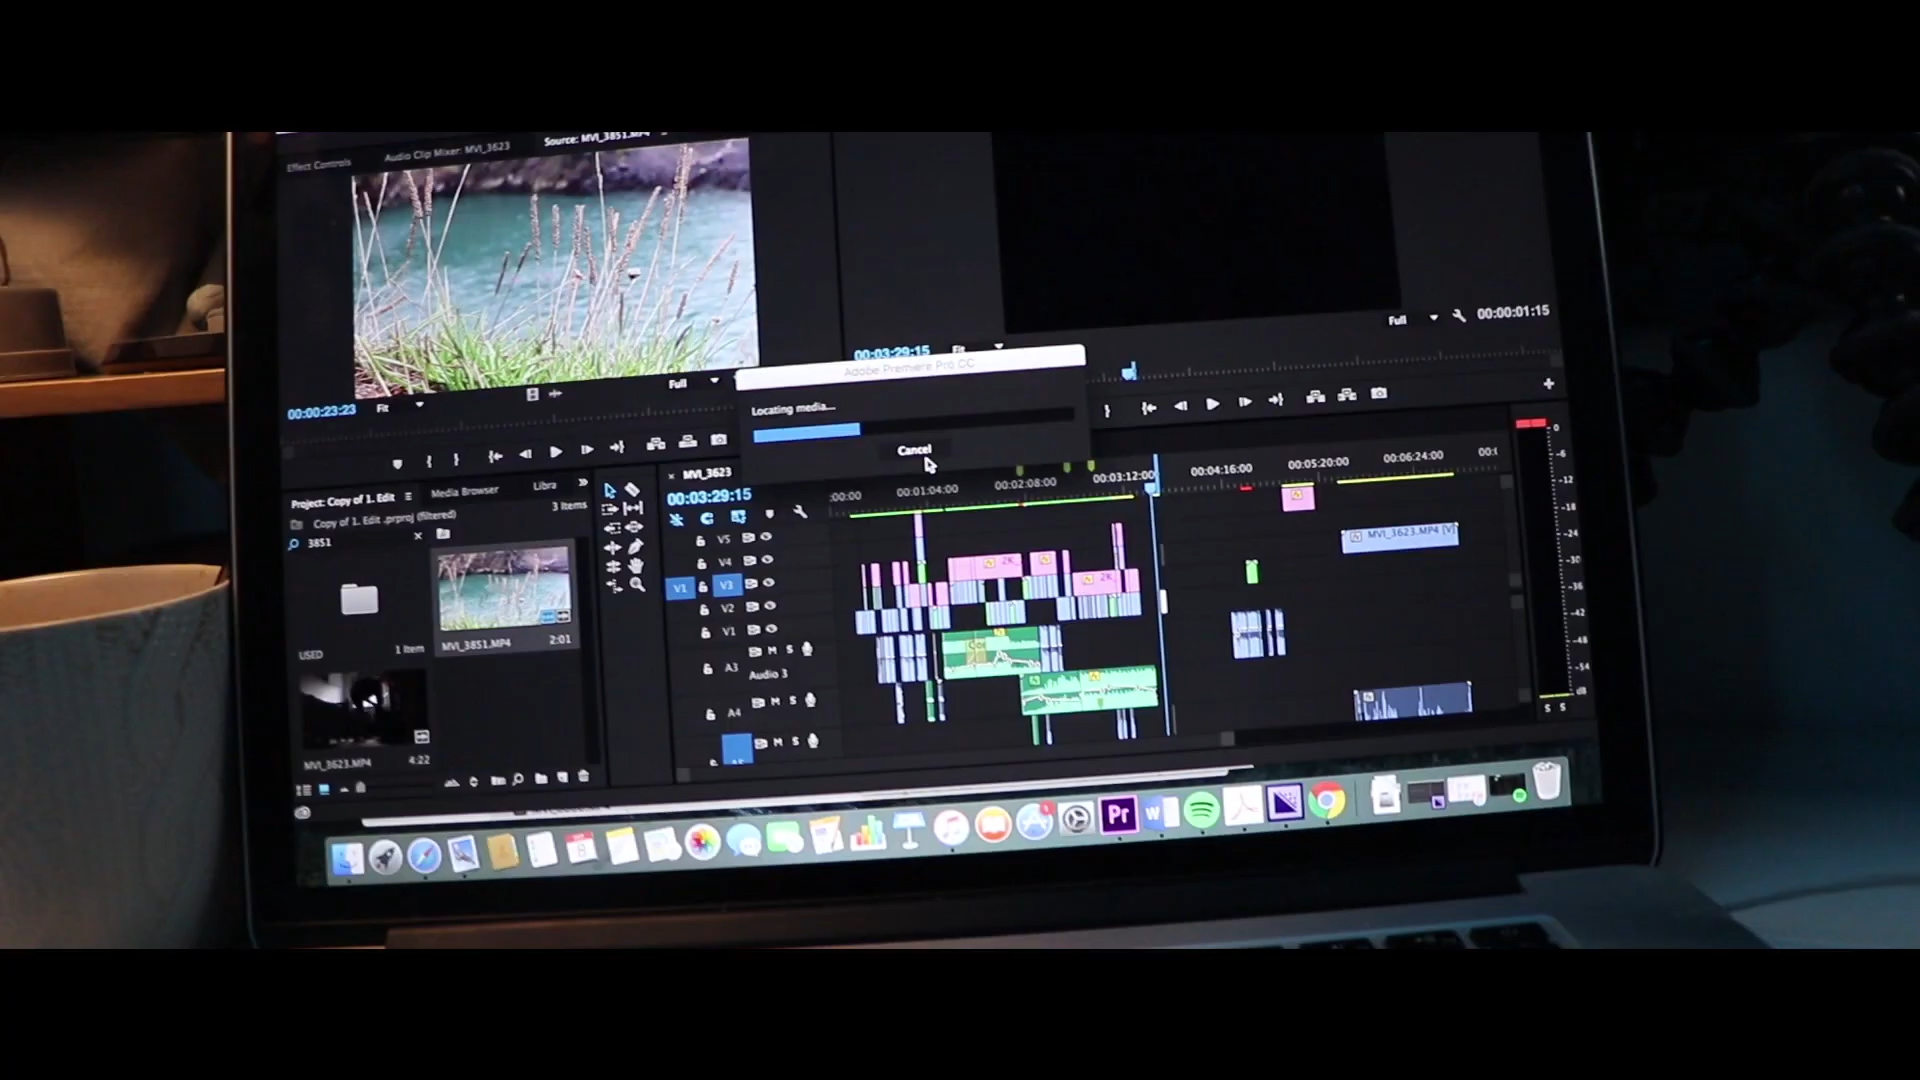 Effect Controls
Audio Clip Mixer: MVI_3623
Source: MVI_3851.MP4
00:00:23:23
Fit
Full
00:03:29:15
Fit
Full
00:00:01:15
Adobe Premiere Pro CC
Locating media...
Cancel
Project: Copy of 1. Edit
Media Browser
Libra
Copy of 1. Edit .prproj (filtered)
3 Items
3851
USED
1 Item
MVI_3851.MP4
2:01
MVI_3623.MP4
4:22
MVI_3623
00:03:29:15
:00:00
00:01:04:00
00:02:08:00
00:03:12:00
00:04:16:00
00:05:20:00
00:06:24:00
V5
V4
V1
V3
V2
V1
A3
M S
Audio 3
A4
M S
M S
2K
2K
MVI_3623.MP4 [V]
0
-6
-12
-18
-24
-30
-36
-42
-48
-54
dB
S S
Pr
W